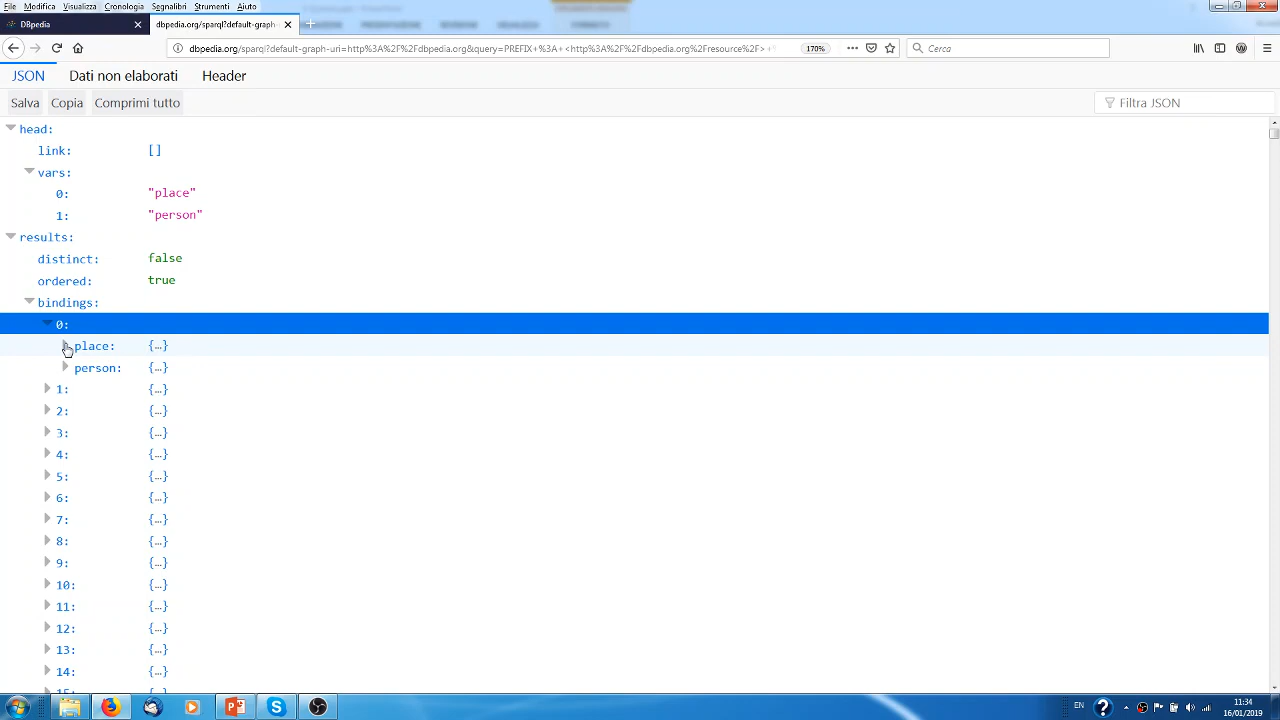 File Modifica Visualizza Cronologia Segnalibri Strumenti Aiuto
DBpedia
dbpedia.org/sparql?default-graph-
dbpedia.org/sparql?default-graph-uri=http%3A%2F%2Fdbpedia.org&query=PREFIX+%3A+<http%3A%2F%2Fdbpedia.org%2Fresource%2F>+
170%
Cerca
JSON Dati non elaborati Header
Salva Copia Comprimi tutto
Filtra JSON
head:
link: []
vars:
0: "place"
1: "person"
results:
distinct: false
ordered: true
bindings:
0:
place: {…}
person: {…}
1: {…}
2: {…}
3: {…}
4: {…}
5: {…}
6: {…}
7: {…}
8: {…}
9: {…}
10: {…}
11: {…}
12: {…}
13: {…}
14: {…}
EN
11:34
16/01/2019